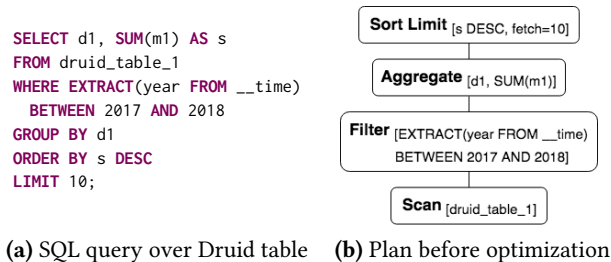 SELECT d1, SUM(m1) AS s
FROM druid_table_1
WHERE EXTRACT(year FROM __time)
BETWEEN 2017 AND 2018
GROUP BY d1
ORDER BY s DESC
LIMIT 10;
(a) SQL query over Druid table
Sort Limit [s DESC, fetch=10]
Aggregate [d1, SUM(m1)]
Filter [EXTRACT(year FROM __time)
BETWEEN 2017 AND 2018]
Scan [druid_table_1]
(b) Plan before optimization